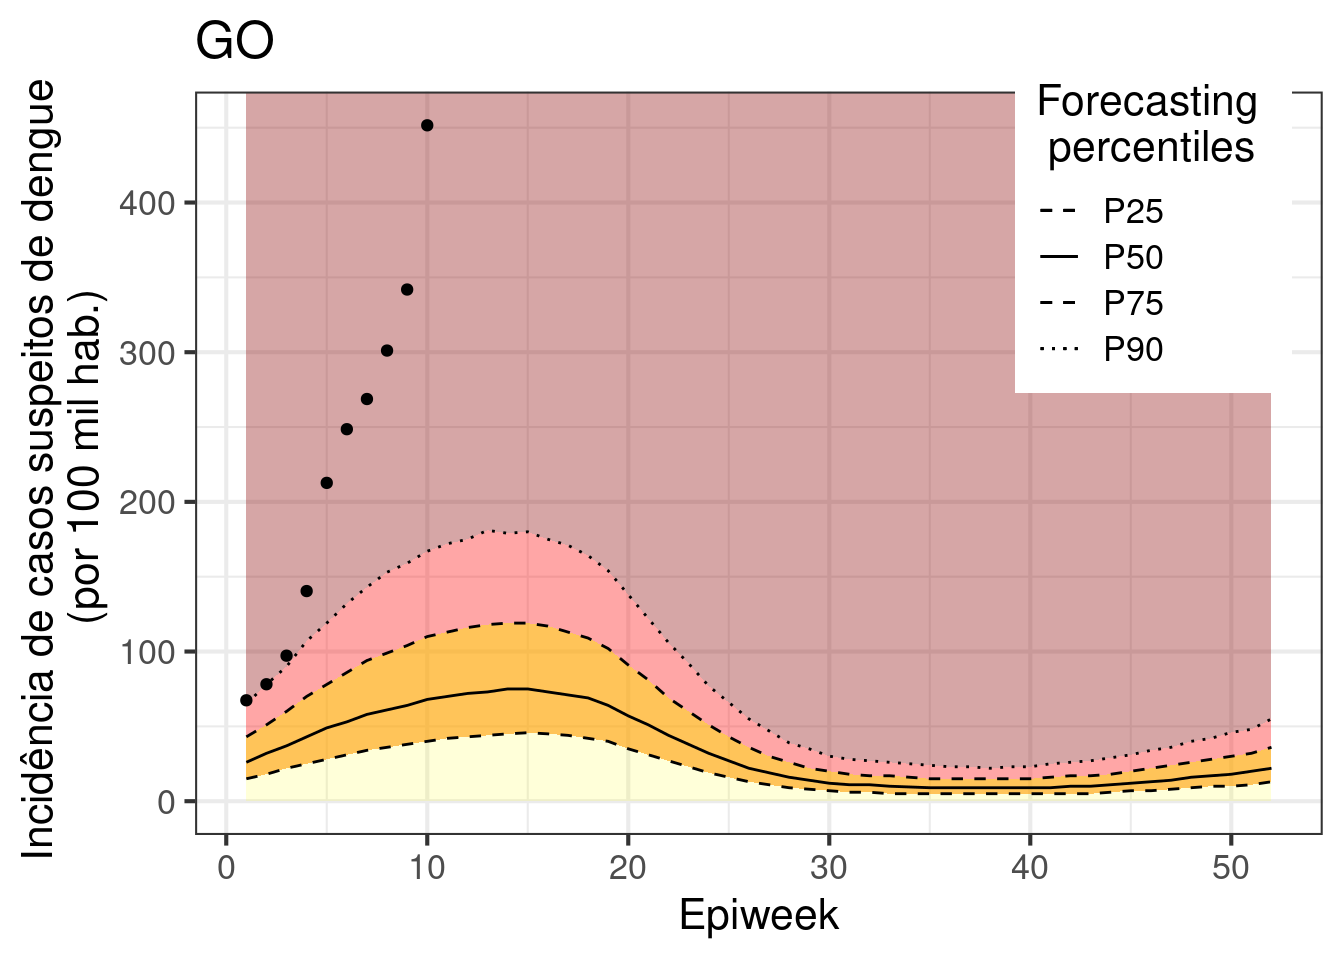 GO
Incidência de casos suspeitos de dengue
(por 100 mil hab.)
400
300
200
100
0
Forecasting
percentiles
P25
P50
P75
P90
0 10 20 30 40 50
Epiweek